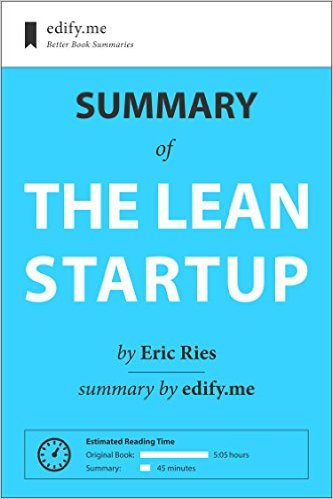 edify.me
Better Book Summaries
SUMMARY
of
THE LEAN
STARTUP
by Eric Ries
summary by edify.me
Estimated Reading Time
Original Book: 5:05 hours
Summary: 45 minutes